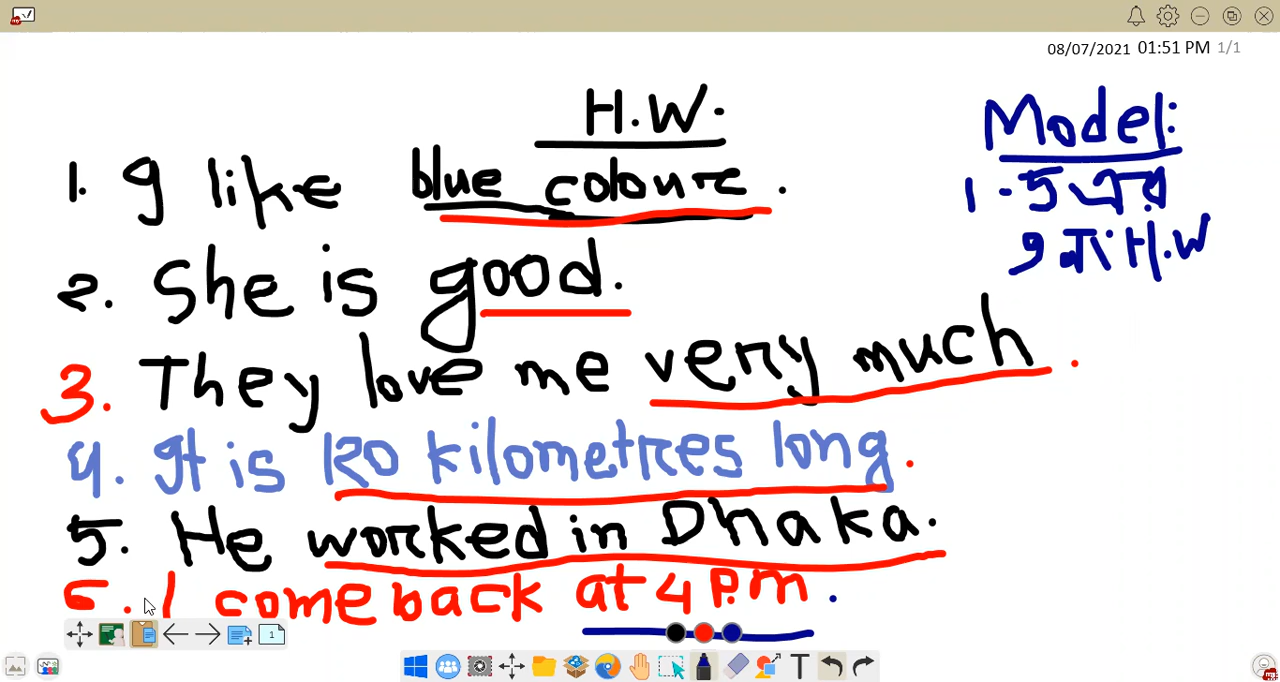 08/07/2021 01:51 PM 1/1
H.W.
1. I like blue colour.
2. She is good.
3. They love me very much.
4. It is 120 kilometres long.
5. He worked in Dhaka.
6. I come back at 4 P.m.
Model:
1-5 এর
H.W
1
T